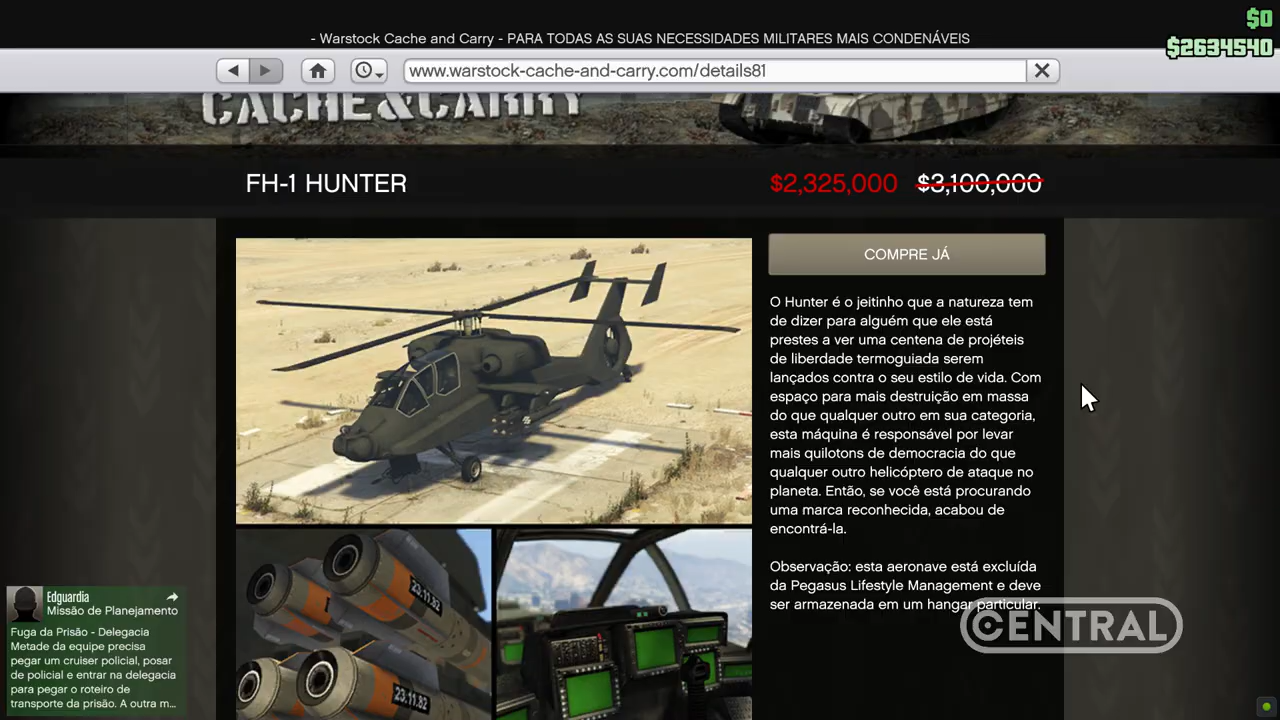 $0
- Warstock Cache and Carry - PARA TODAS AS SUAS NECESSIDADES MILITARES MAIS CONDENÁVEIS
$2634540
www.warstock-cache-and-carry.com/details81
CACHE&CARRY
FH-1 HUNTER
$2,325,000 $3,100,000
COMPRE JÁ
O Hunter é o jeitinho que a natureza tem
de dizer para alguém que ele está
prestes a ver uma centena de projéteis
de liberdade termoguiada serem
lançados contra o seu estilo de vida. Com
espaço para mais destruição em massa
do que qualquer outro em sua categoria,
esta máquina é responsável por levar
mais quilotons de democracia do que
qualquer outro helicóptero de ataque no
planeta. Então, se você está procurando
uma marca reconhecida, acabou de
encontrá-la.
Observação: esta aeronave está excluída
da Pegasus Lifestyle Management e deve
ser armazenada em um hangar particular.
CENTRAL
23.11.82
23.11.82
Edguardia
Missão de Planejamento
Fuga da Prisão - Delegacia
Metade da equipe precisa
pegar um cruiser policial, posar
de policial e entrar na delegacia
para pegar o roteiro de
transporte da prisão. A outra m...